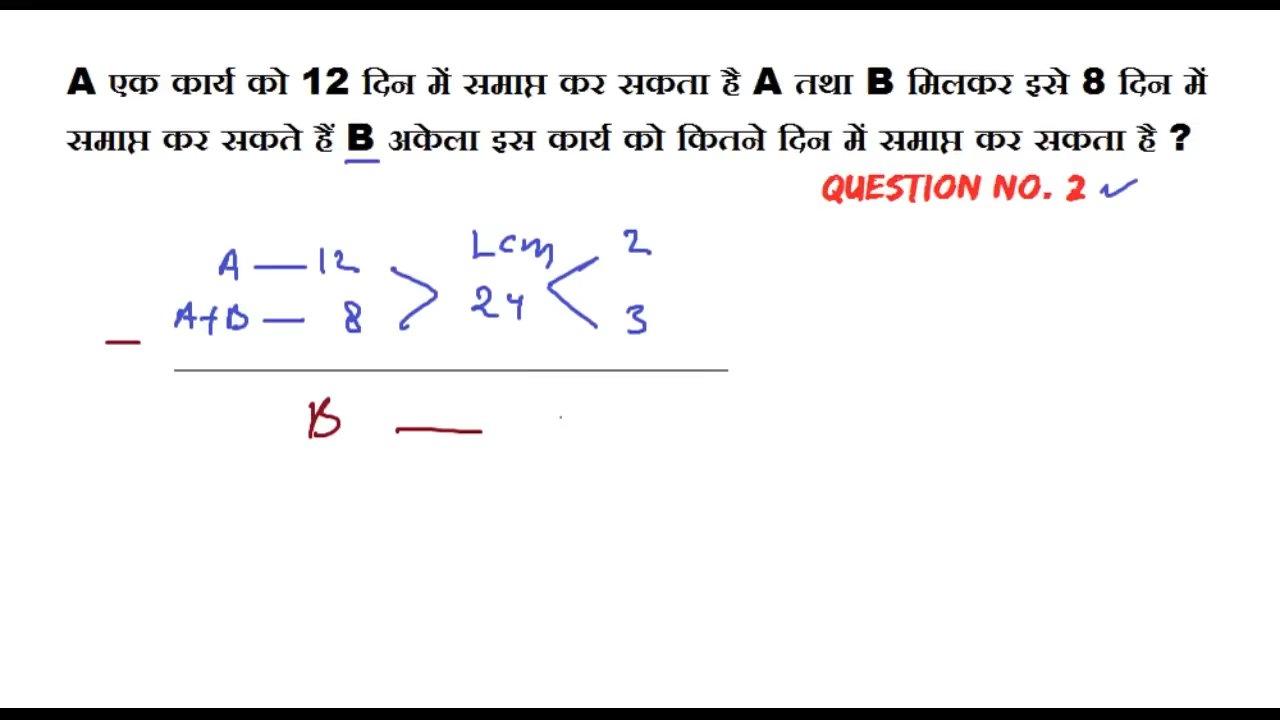 A एक कार्य को 12 दिन में समाप्त कर सकता है A तथा B मिलकर इसे 8 दिन में
समाप्त कर सकते हैं B अकेला इस कार्य को कितने दिन में समाप्त कर सकता है ?
QUESTION NO. 2 ✓
A — 12
A+B — 8
Lcm
24
2
3
—
B —